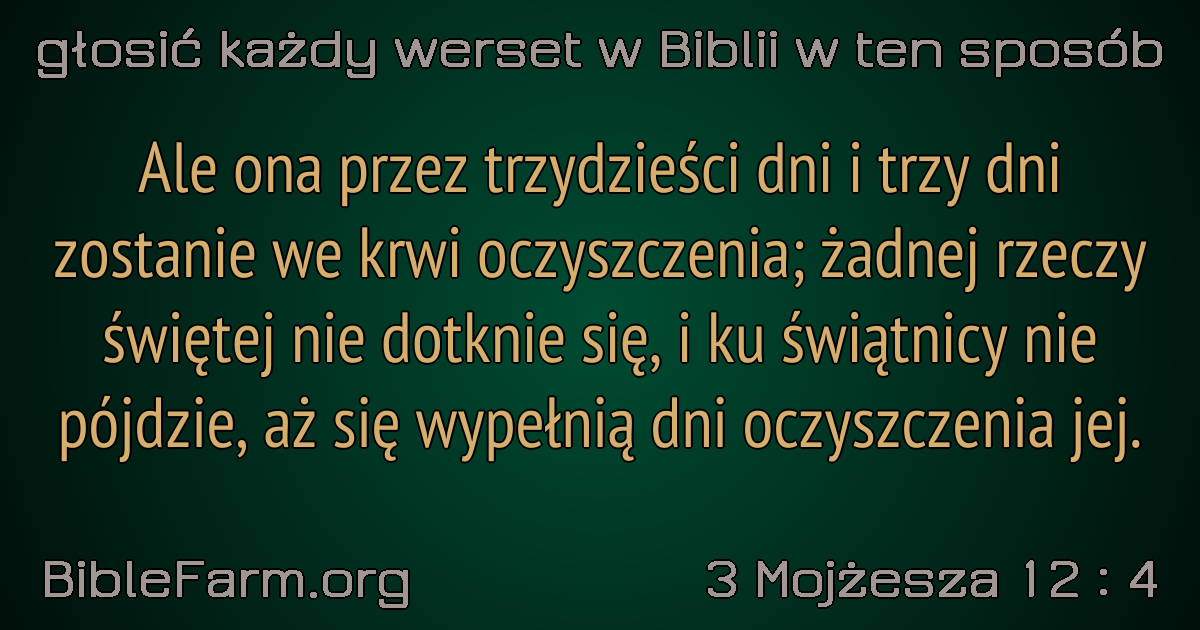 głosić każdy werset w Biblii w ten sposób
Ale ona przez trzydzieści dni i trzy dni
zostanie we krwi oczyszczenia; żadnej rzeczy
świętej nie dotknie się, i ku świątnicy nie
pójdzie, aż się wypełnią dni oczyszczenia jej.
BibleFarm.org
3 Mojżesza 12 : 4